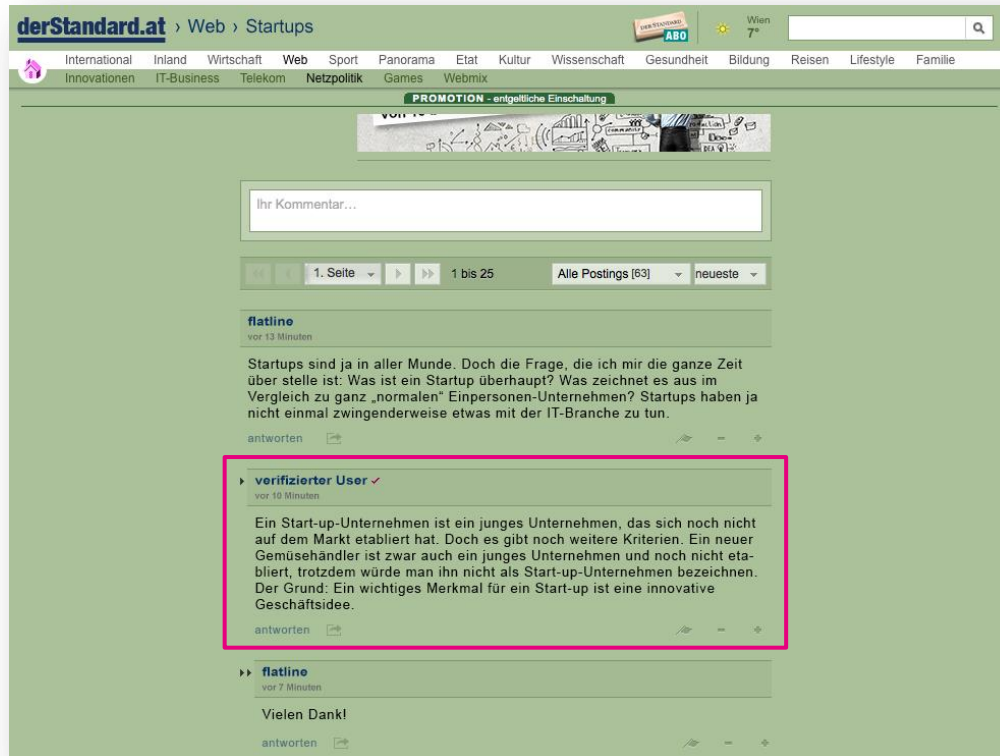 derStandard.at › Web › Startups
DER STANDARD
ABO
Wien
7°
International Inland Wirtschaft Web Sport Panorama Etat Kultur Wissenschaft Gesundheit Bildung Reisen Lifestyle Familie
Innovationen IT-Business Telekom Netzpolitik Games Webmix
PROMOTION - entgeltliche Einschaltung
Ihr Kommentar…
1. Seite 1 bis 25 Alle Postings [63] neueste
flatline
vor 13 Minuten
Startups sind ja in aller Munde. Doch die Frage, die ich mir die ganze Zeit
über stelle ist: Was ist ein Startup überhaupt? Was zeichnet es aus im
Vergleich zu ganz „normalen“ Einpersonen-Unternehmen? Startups haben ja
nicht einmal zwingenderweise etwas mit der IT-Branche zu tun.
antworten
verifizierter User
vor 10 Minuten
Ein Start-up-Unternehmen ist ein junges Unternehmen, das sich noch nicht
auf dem Markt etabliert hat. Doch es gibt noch weitere Kriterien. Ein neuer
Gemüsehändler ist zwar auch ein junges Unternehmen und noch nicht eta-
bliert, trotzdem würde man ihn nicht als Start-up-Unternehmen bezeichnen.
Der Grund: Ein wichtiges Merkmal für ein Start-up ist eine innovative
Geschäftsidee.
antworten
flatline
vor 7 Minuten
Vielen Dank!
antworten